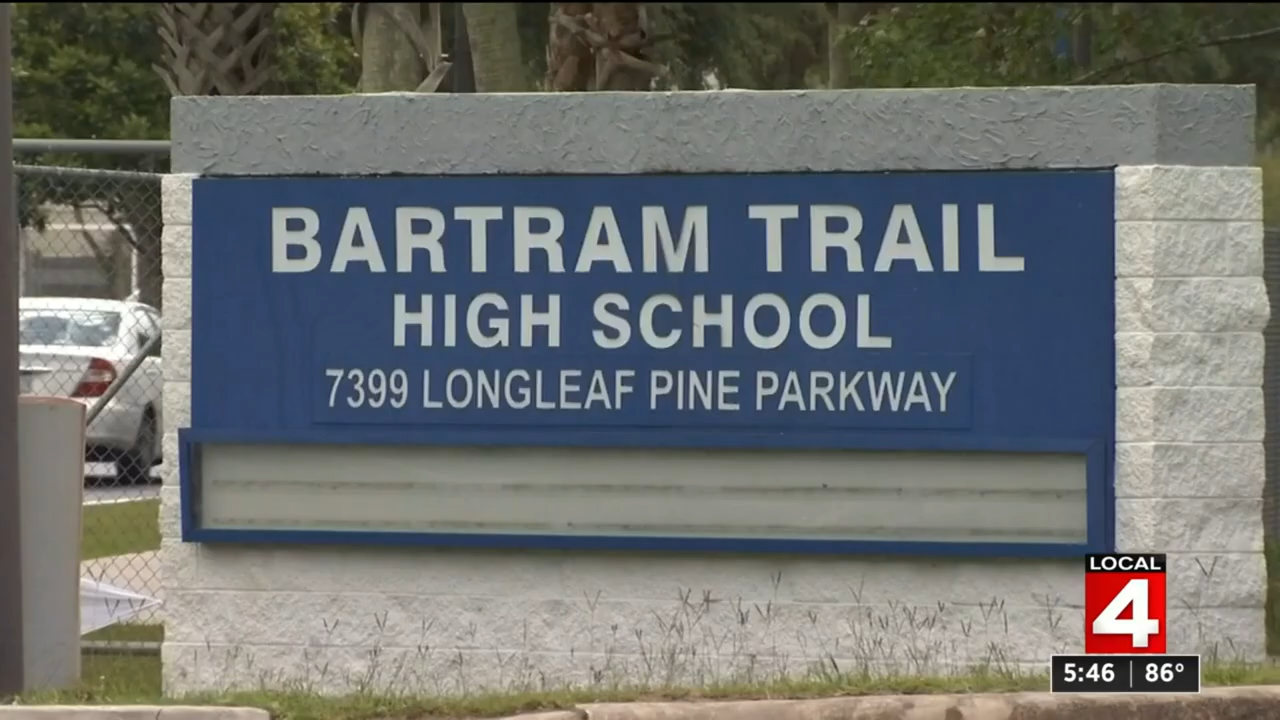 BARTRAM TRAIL
HIGH SCHOOL
7399 LONGLEAF PINE PARKWAY
LOCAL
4
5:46 86°